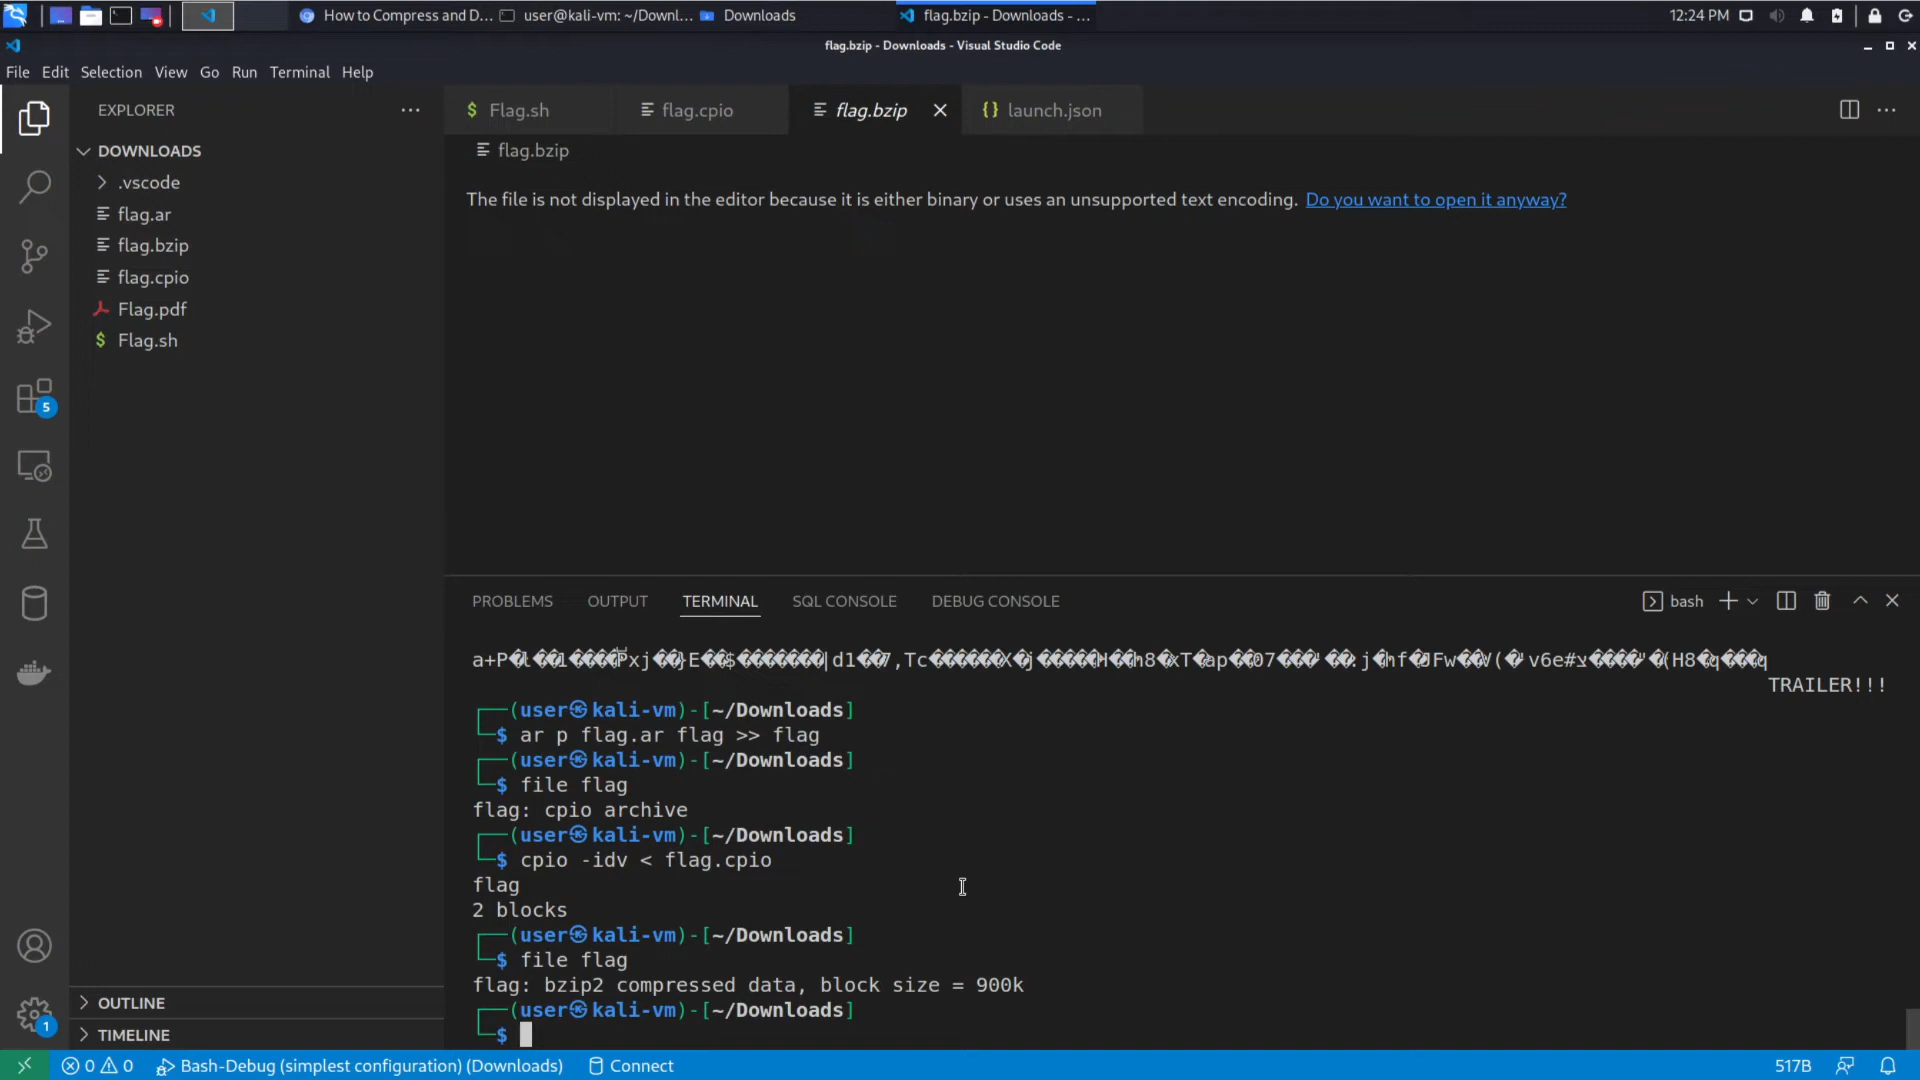 How to Compress and D...
user@kali-vm: ~/Downl...
Downloads
flag.bzip - Downloads - ...
12:24 PM
flag.bzip - Downloads - Visual Studio Code
File Edit Selection View Go Run Terminal Help
EXPLORER
Flag.sh
flag.cpio
flag.bzip
launch.json
DOWNLOADS
flag.bzip
.vscode
The file is not displayed in the editor because it is either binary or uses an unsupported text encoding. Do you want to open it anyway?
flag.ar
flag.bzip
flag.cpio
Flag.pdf
Flag.sh
5
PROBLEMS OUTPUT TERMINAL SQL CONSOLE DEBUG CONSOLE
bash
TRAILER!!!
(user㉿kali-vm)-[~/Downloads]
$ ar p flag.ar flag >> flag
(user㉿kali-vm)-[~/Downloads]
$ file flag
flag: cpio archive
(user㉿kali-vm)-[~/Downloads]
$ cpio -idv < flag.cpio
flag
2 blocks
(user㉿kali-vm)-[~/Downloads]
$ file flag
flag: bzip2 compressed data, block size = 900k
(user㉿kali-vm)-[~/Downloads]
$
OUTLINE
1
TIMELINE
0 0 Bash-Debug (simplest configuration) (Downloads) Connect 517B